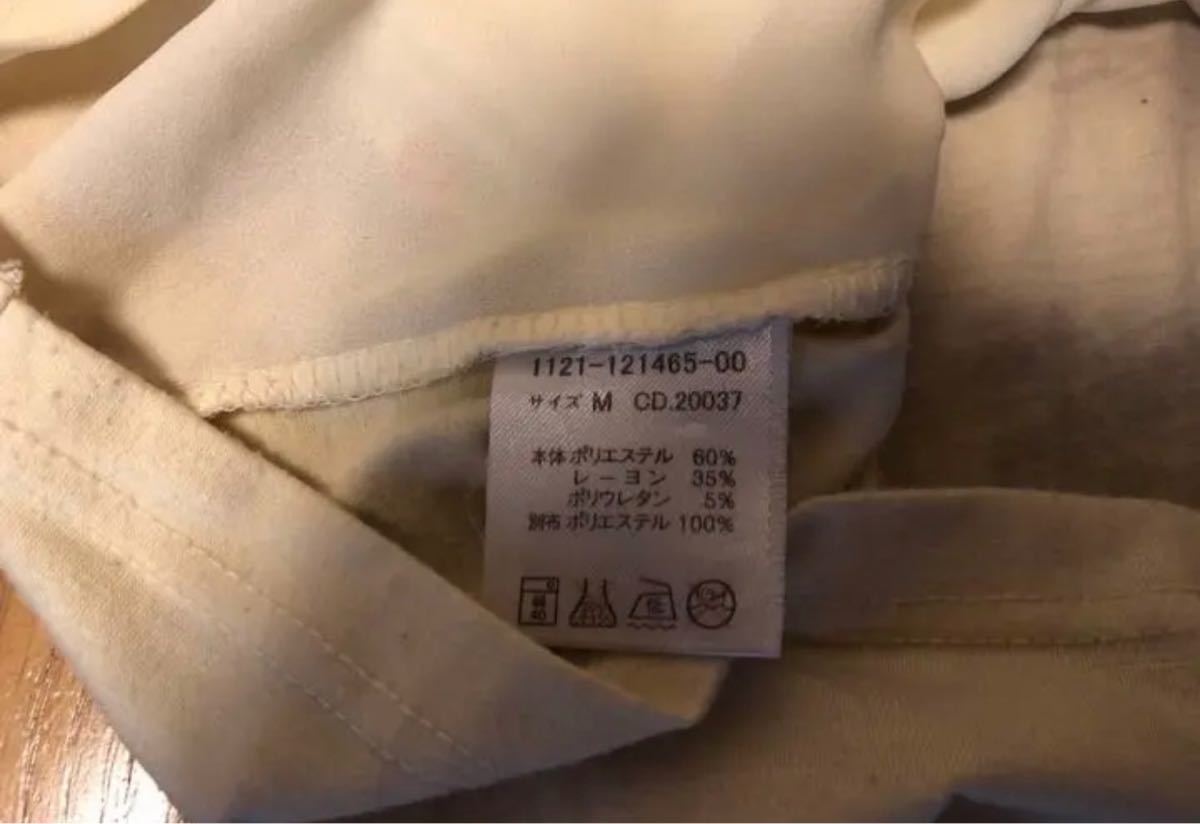 1121-121465-00
サイズ M CD.20037
本体 ポリエステル 60%
レーヨン 35%
ポリウレタン 5%
別布 ポリエステル 100%